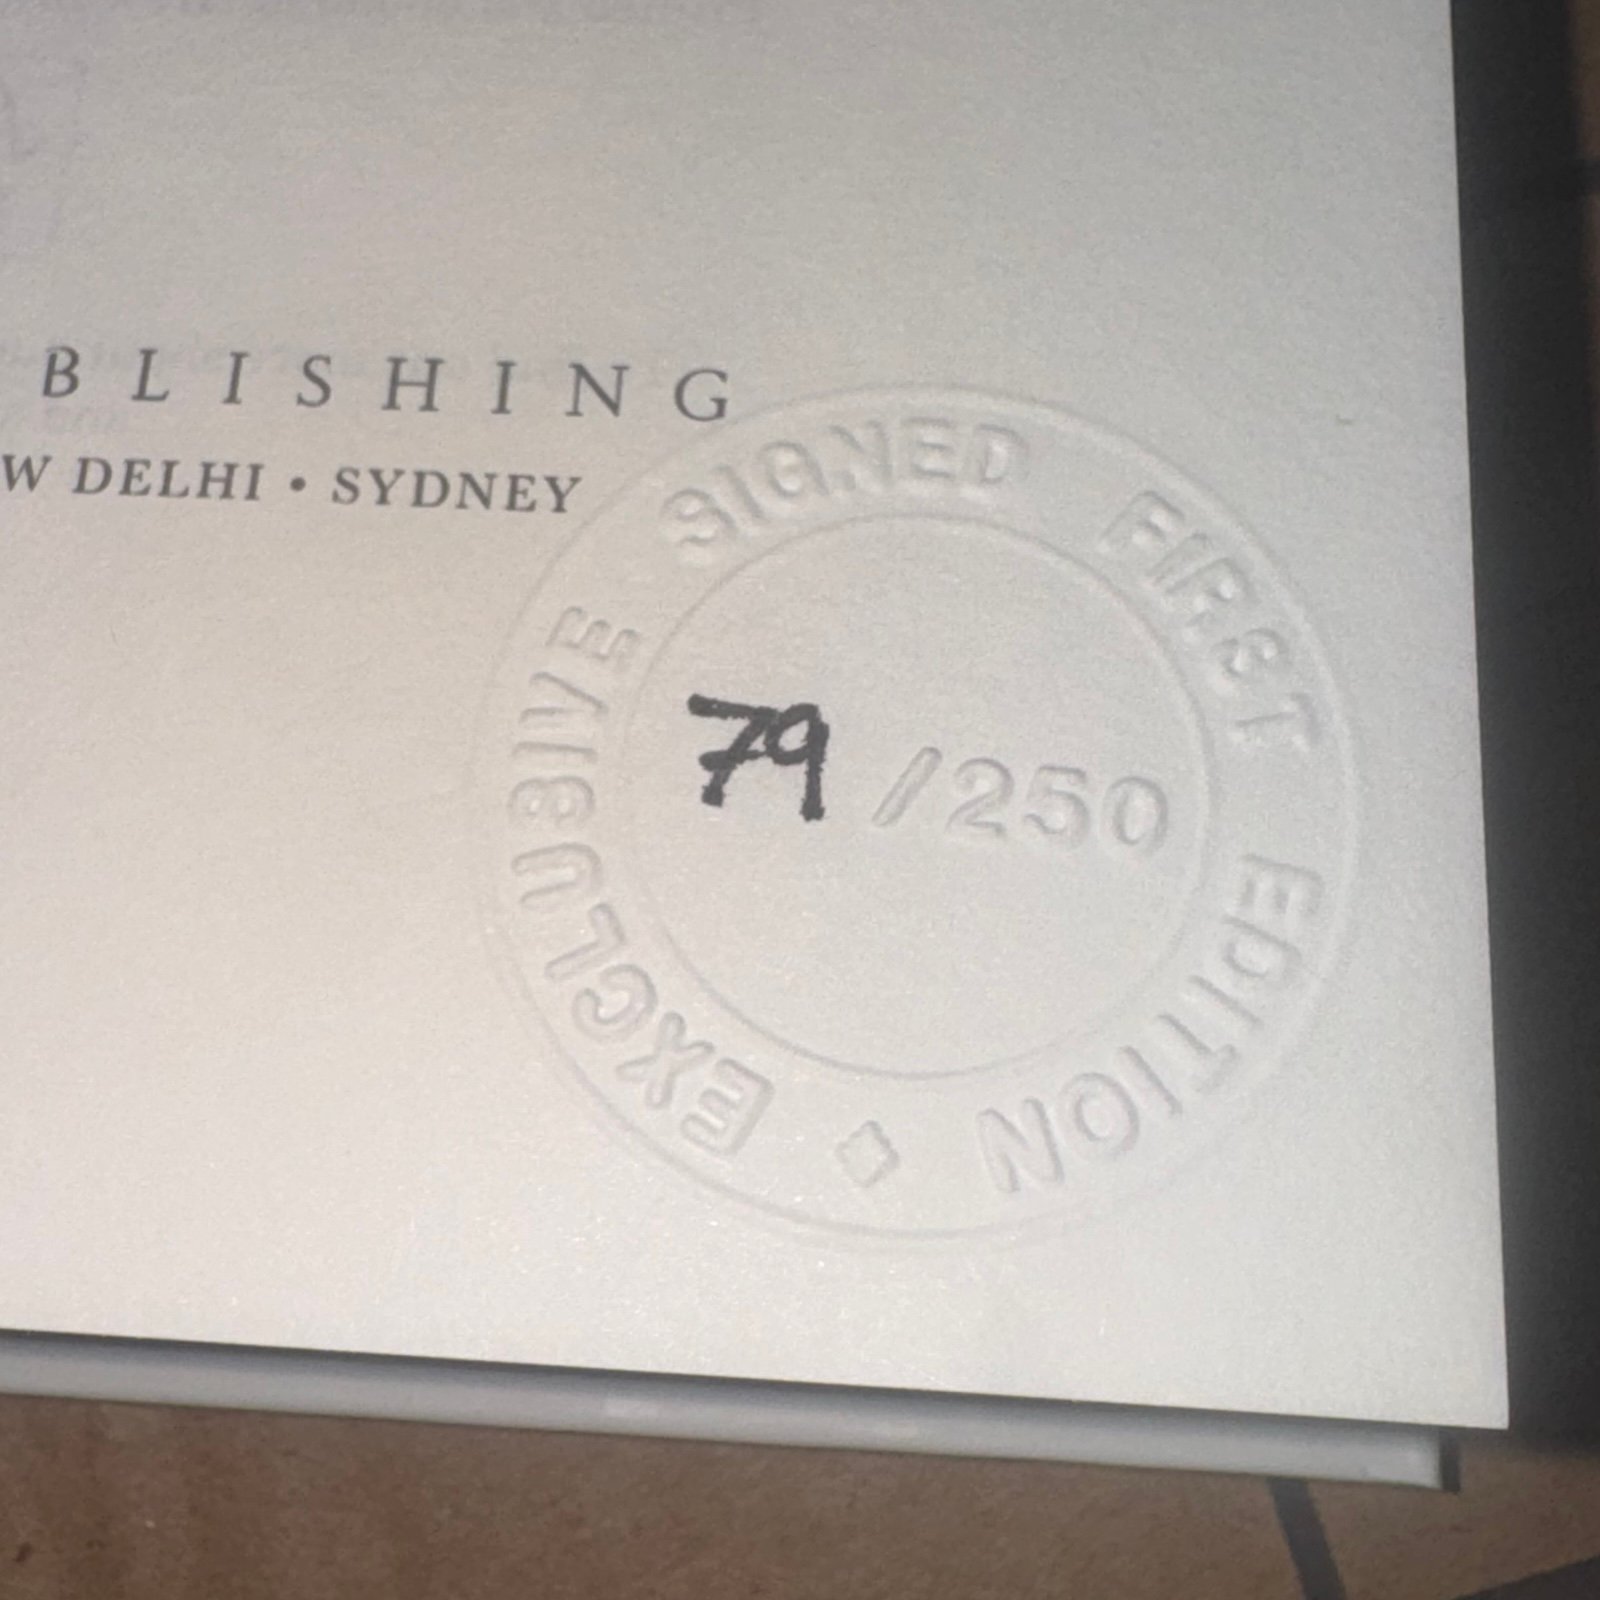 BLISHING
W DELHI • SYDNEY
EXCLUSIVE SIGNED FIRST EDITION
79 /250